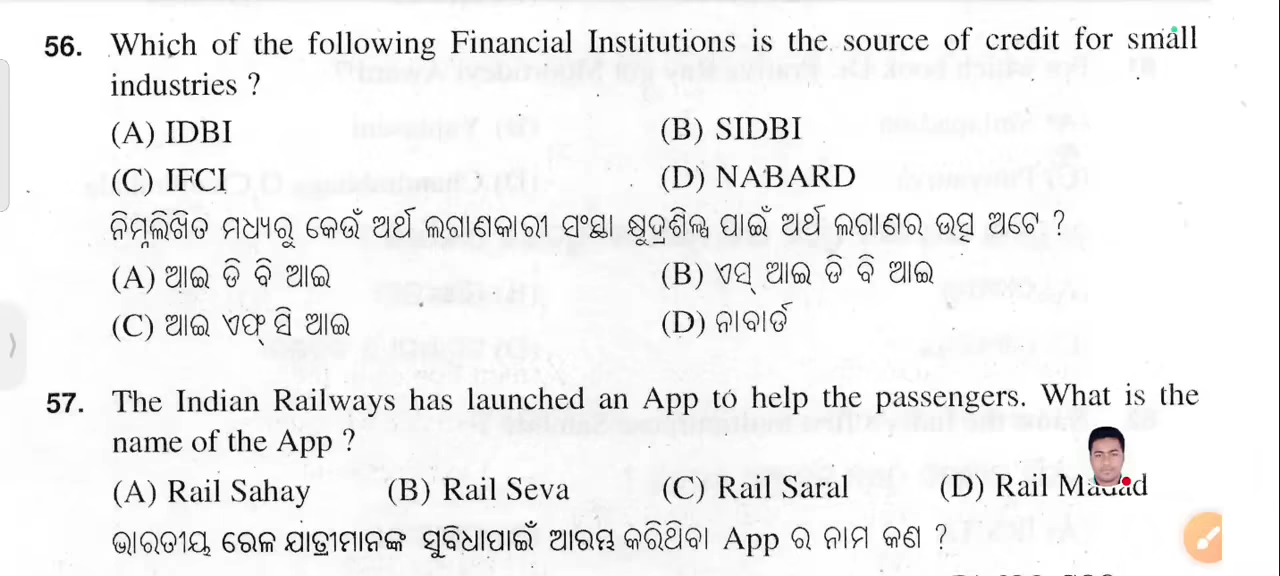 56. Which of the following Financial Institutions is the source of credit for small
industries ?
(A) IDBI (B) SIDBI
(C) IFCI (D) NABARD
ନିମ୍ନଲିଖିତ ମଧ୍ୟରୁ କେଉଁ ଅର୍ଥ ଲଗାଣକାରୀ ସଂସ୍ଥା କ୍ଷୁଦ୍ରଶିଳ୍ପ ପାଇଁ ଅର୍ଥ ଲଗାଣର ଉତ୍ସ ଅଟେ ?
(A) ଆଇ ଡି ବି ଆଇ (B) ଏସ୍ ଆଇ ଡି ବି ଆଇ
(C) ଆଇ ଏଫ୍ ସି ଆଇ (D) ନାବାର୍ଡ
57. The Indian Railways has launched an App to help the passengers. What is the
name of the App ?
(A) Rail Sahay (B) Rail Seva (C) Rail Saral (D) Rail Madad
ଭାରତୀୟ ରେଳ ଯାତ୍ରୀମାନଙ୍କ ସୁବିଧାପାଇଁ ଆରମ୍ଭ କରିଥିବା App ର ନାମ କଣ ?